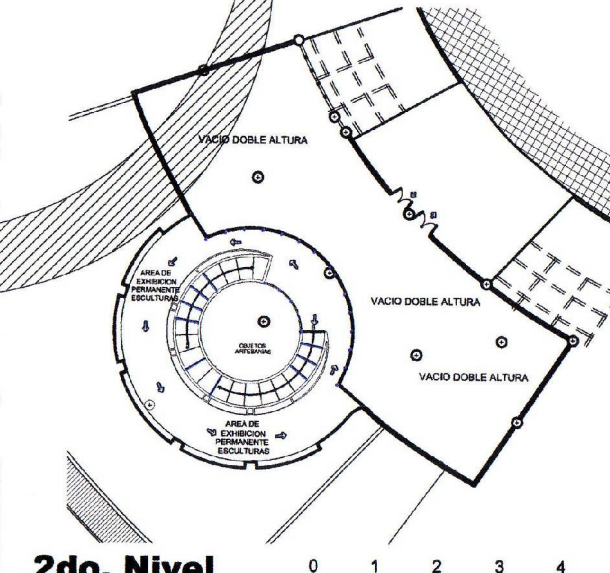 VACIO DOBLE ALTURA
AREA DE
EXHIBICION
PERMANENTE
ESCULTURAS
VACIO DOBLE ALTURA
OBJETOS
ARTESANIAS
VACIO DOBLE ALTURA
AREA DE
EXHIBICION
PERMANENTE
ESCULTURAS
2do. Nivel
0 1 2 3 4